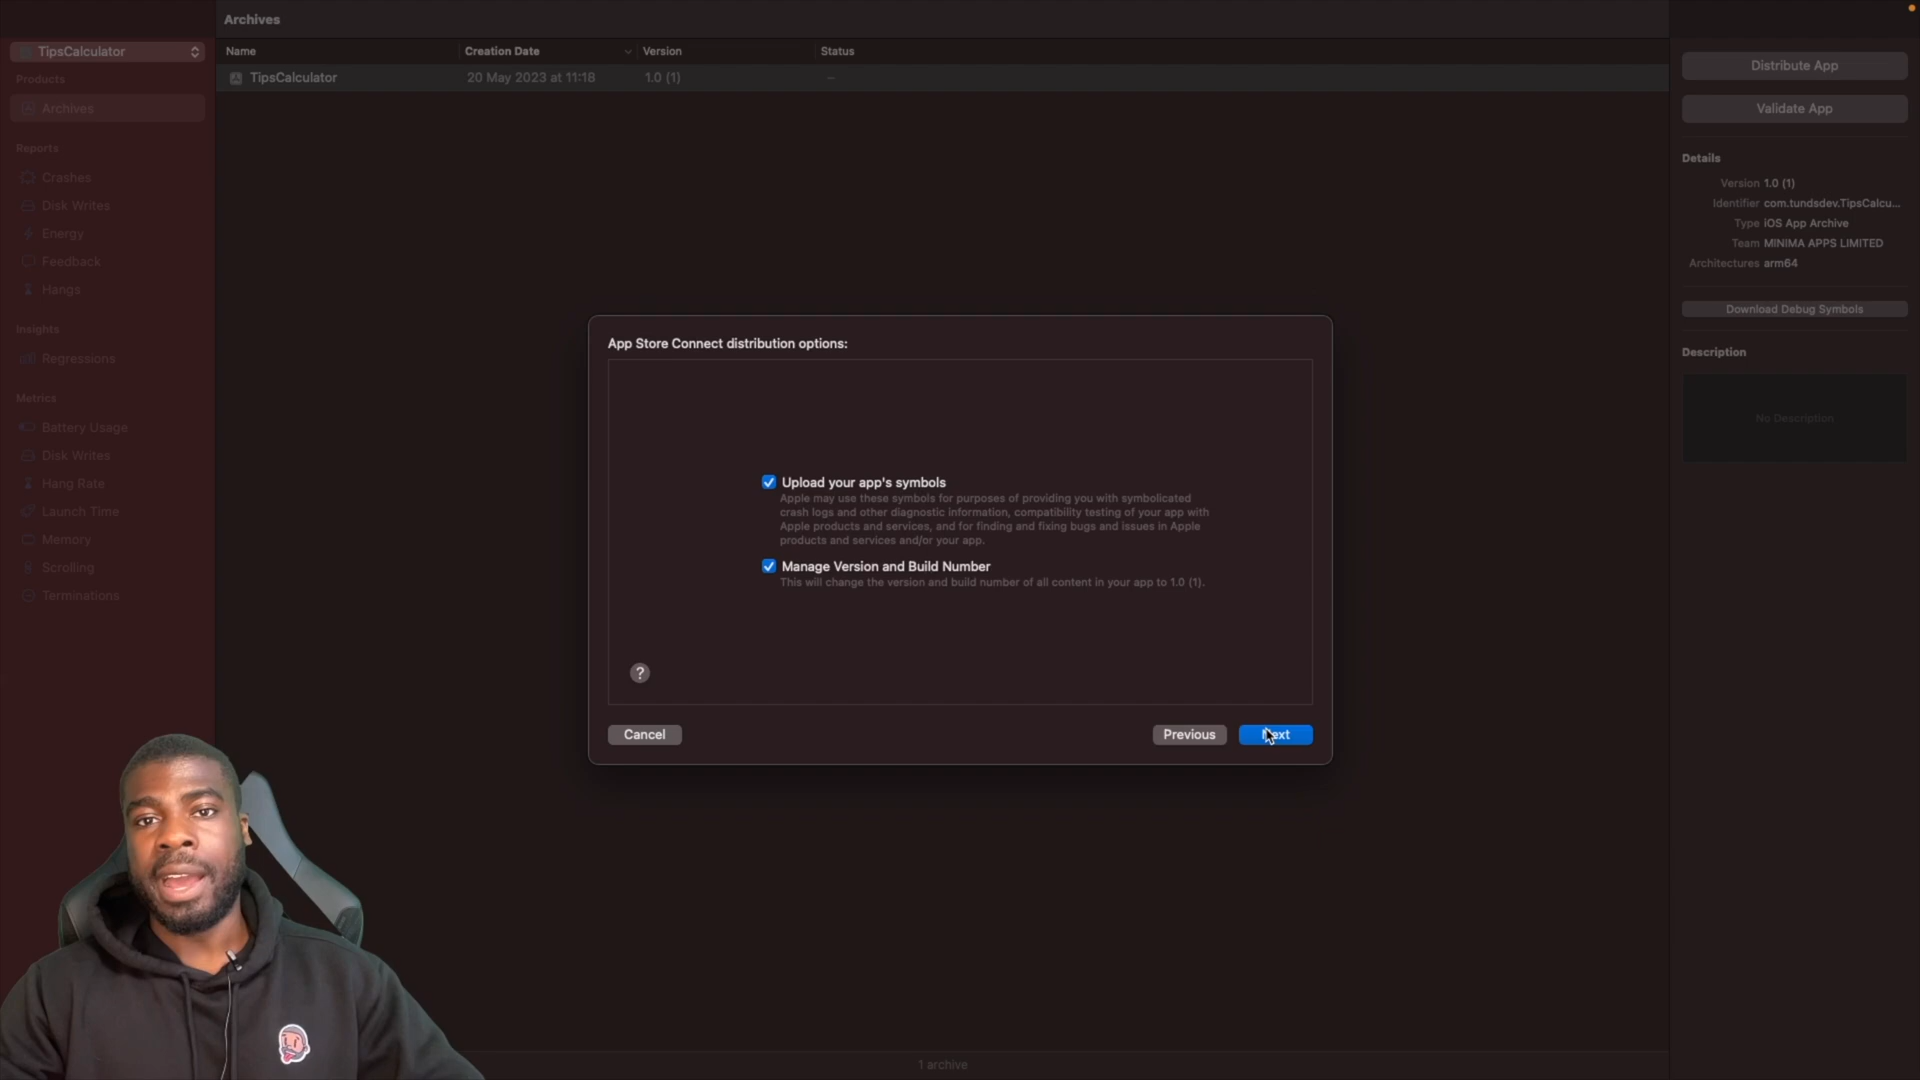 Archives
TipsCalculator
Name
Creation Date
Version
Status
TipsCalculator
20 May 2023 at 11:18
1.0 (1)
–
Products
Archives
Reports
Crashes
Disk Writes
Energy
Feedback
Hangs
Insights
Regressions
Metrics
Battery Usage
Disk Writes
Hang Rate
Launch Time
Memory
Scrolling
Terminations
App Store Connect distribution options:
Upload your app's symbols
Apple may use these symbols for purposes of providing you with symbolicated
crash logs and other diagnostic information, compatibility testing of your app with
Apple products and services, and for finding and fixing bugs and issues in Apple
products and services and/or your app.
Manage Version and Build Number
This will change the version and build number of all content in your app to 1.0 (1).
?
Cancel
Previous
Next
Distribute App
Validate App
Details
Version 1.0 (1)
Identifier com.tundsdev.TipsCalcu...
Type iOS App Archive
Team MINIMA APPS LIMITED
Architectures arm64
Download Debug Symbols
Description
No Description
1 archive